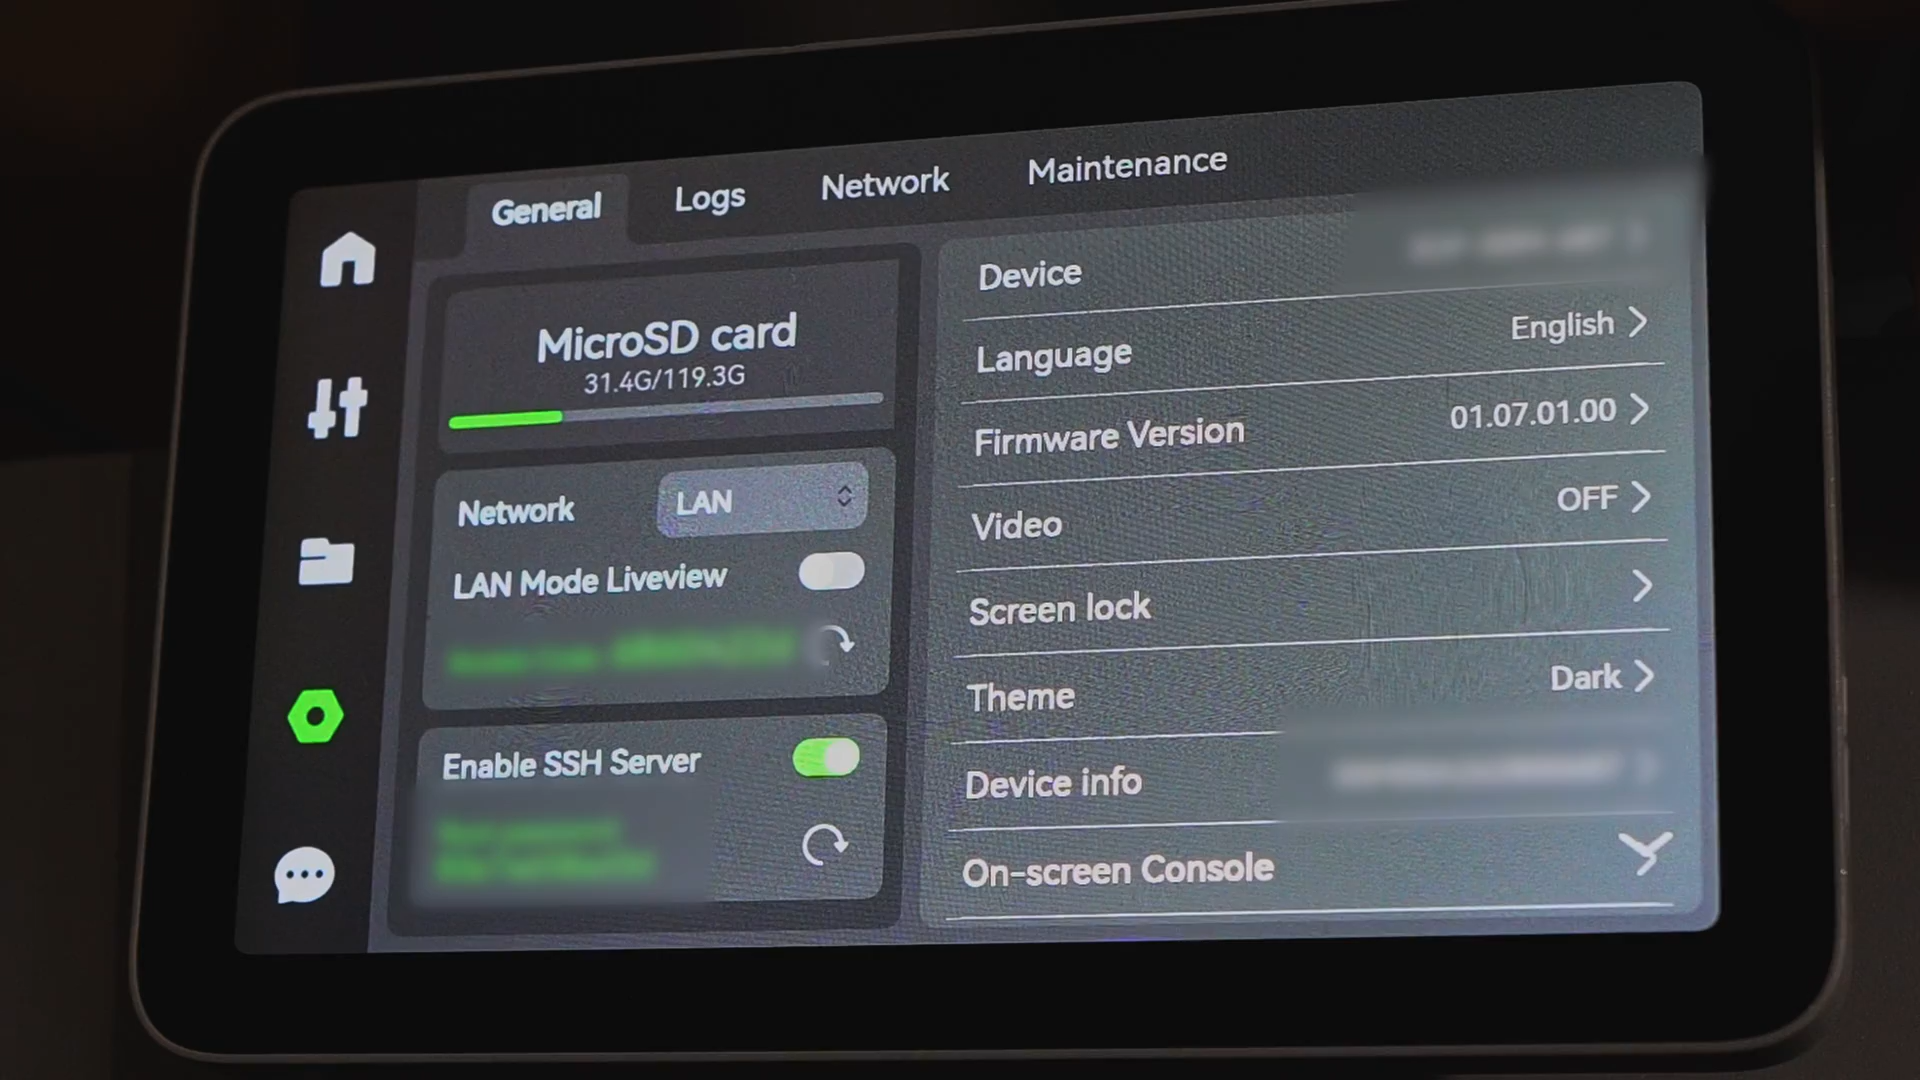 General
Logs
Network
Maintenance
MicroSD card
31.4G/119.3G
Network
LAN
LAN Mode Liveview
Enable SSH Server
Device
Language
English
Firmware Version
01.07.01.00
Video
OFF
Screen lock
Theme
Dark
Device info
On-screen Console